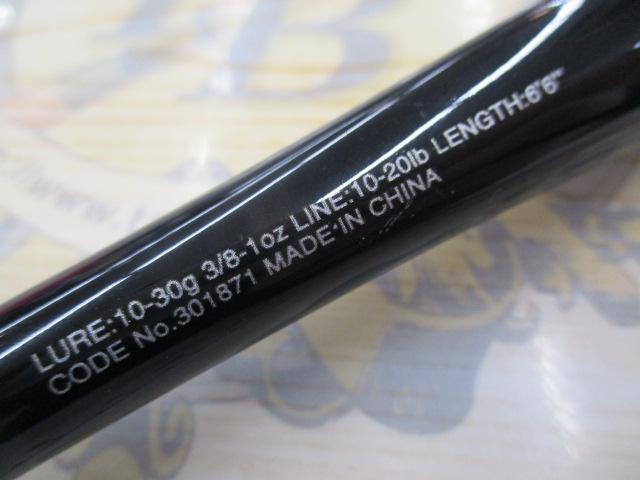 LURE:10-30g 3/8-1oz LINE:10-20lb LENGTH:6'6"
CODE No.301871 MADE IN CHINA